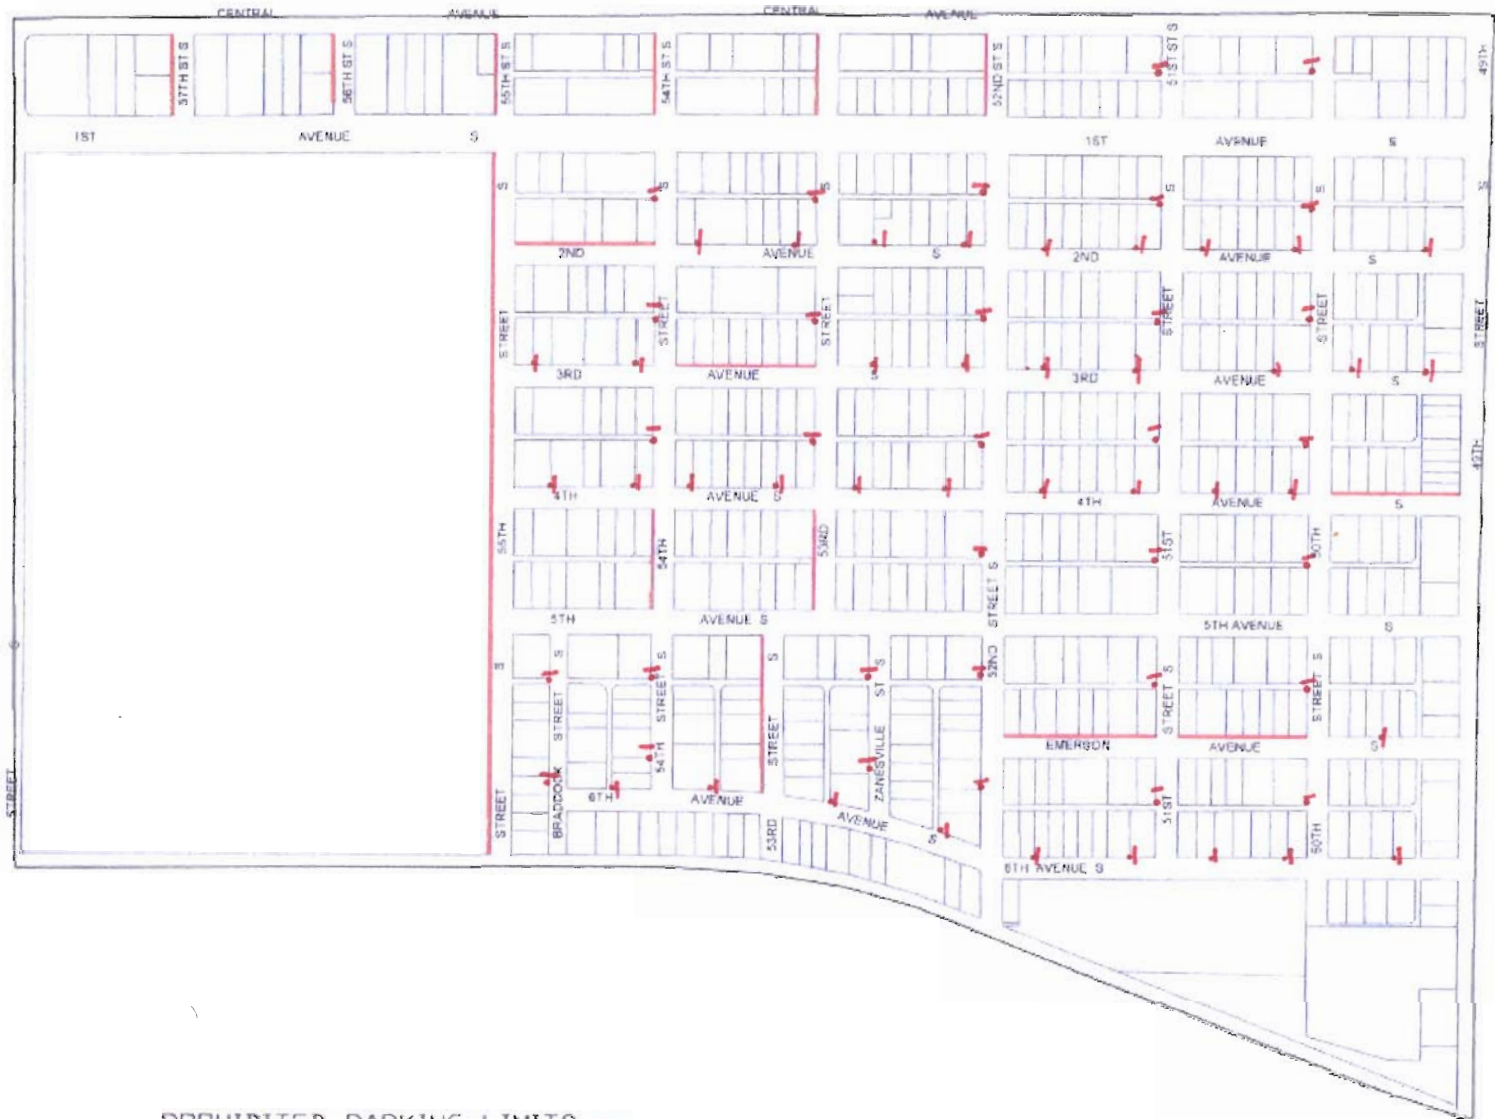 CENTRAL AVENUE CENTRAL AVENUE
57TH ST S
56TH ST S
55TH ST S
54TH ST S
52ND ST S
51ST ST S
49TH
1ST AVENUE S
1ST AVENUE S
S
S
S
S
S
S
2ND AVENUE S
2ND AVENUE S
STREET
STREET
STREET
STREET
STREET
STREET
3RD AVENUE S
3RD AVENUE S
49TH
4TH AVENUE S
4TH AVENUE S
55TH
54TH
53RD
STREET S
51ST
50TH
5TH AVENUE S
5TH AVENUE S
S
S
STREET S
S
ST S
52ND
STREET S
STREET S
EMERSON AVENUE S
STREET
STREET
BRADDOCK
54TH
STREET
ZANESVILLE
6TH AVENUE
AVENUE S
53RD
51ST
50TH
6TH AVENUE S
PROHIBITED PARKING LIMITS